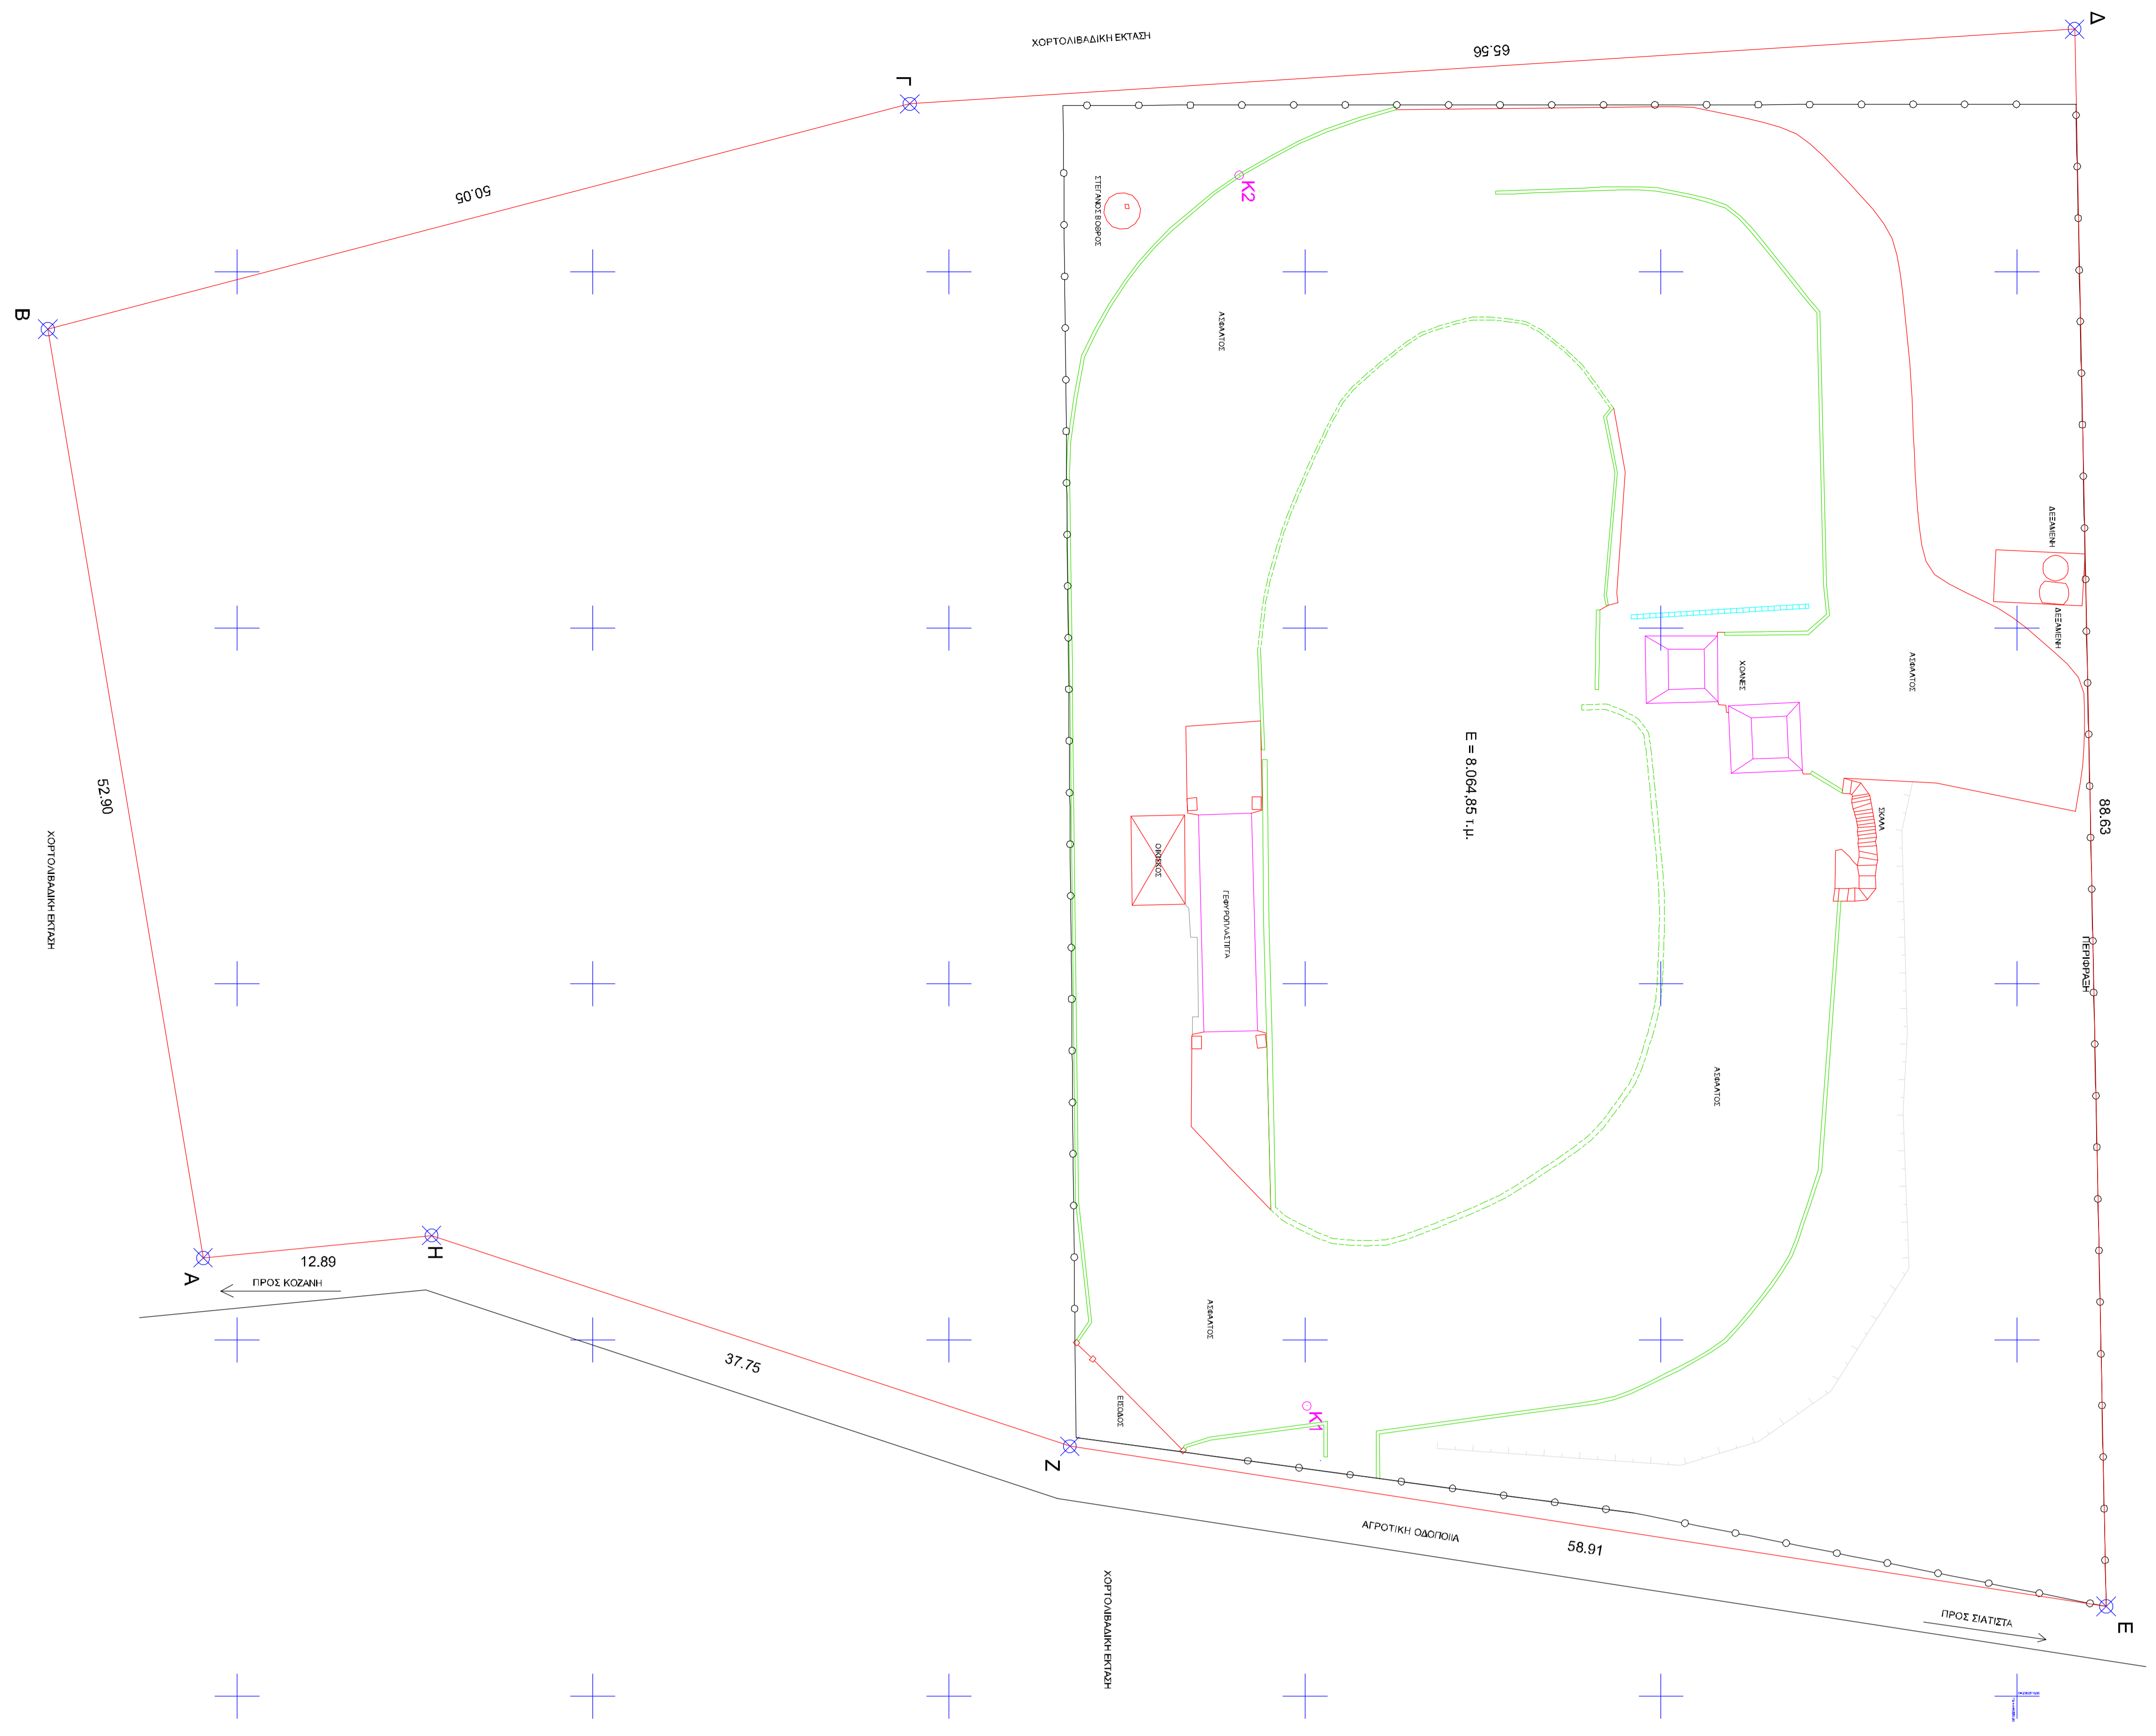 Δ
ΧΟΡΤΟΛΙΒΑΔΙΚΗ ΕΚΤΑΣΗ
65.56
Γ
50.05
ΣΤΕΓΑΝΟΣ ΒΟΘΡΟΣ
K2
Β
ΑΣΦΑΛΤΟΣ
ΔΕΞΑΜΕΝΗ
ΔΕΞΑΜΕΝΗ
ΧΟΑΝΕΣ
ΑΣΦΑΛΤΟΣ
E = 8.064,85 τ.μ.
52.90
88.63
ΣΚΑΛΑ
ΧΟΡΤΟΛΙΒΑΔΙΚΗ ΕΚΤΑΣΗ
ΟΙΚΙΣΚΟΣ
ΓΕΦΥΡΟΠΛΑΣΤΙΓΓΑ
ΠΕΡΙΦΡΑΞΗ
ΑΣΦΑΛΤΟΣ
Η
12.89
Α
ΠΡΟΣ ΚΟΖΑΝΗ
ΑΣΦΑΛΤΟΣ
37.75
ΕΙΣΟΔΟΣ
K1
Ζ
ΑΓΡΟΤΙΚΗ ΟΔΟΠΟΙΙΑ
58.91
ΧΟΡΤΟΛΙΒΑΔΙΚΗ ΕΚΤΑΣΗ
ΠΡΟΣ ΣΙΑΤΙΣΤΑ
Ε